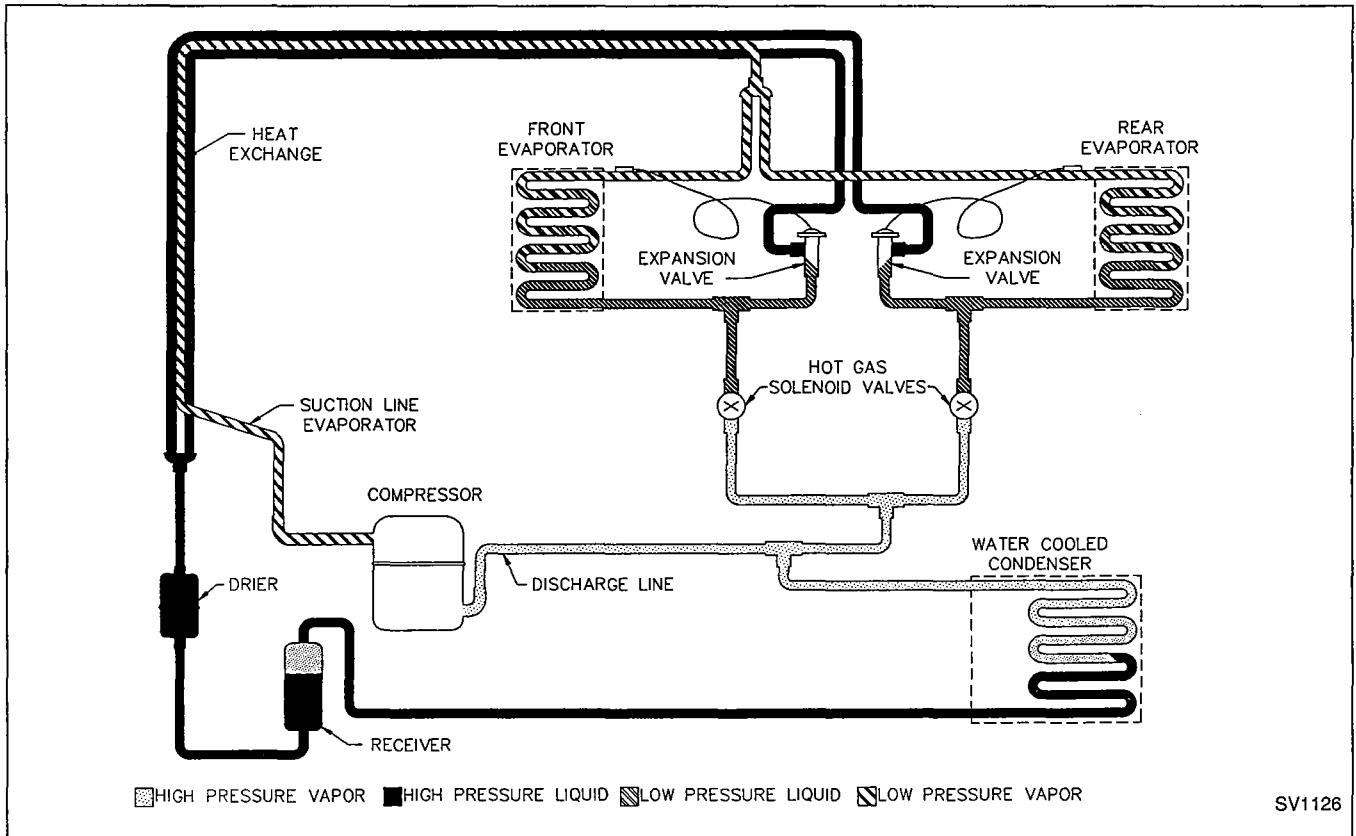 HEAT
EXCHANGE
FRONT
EVAPORATOR
REAR
EVAPORATOR
EXPANSION
VALVE
EXPANSION
VALVE
HOT GAS
SOLENOID VALVES
SUCTION LINE
EVAPORATOR
COMPRESSOR
DISCHARGE LINE
WATER COOLED
CONDENSER
DRIER
RECEIVER
HIGH PRESSURE VAPOR HIGH PRESSURE LIQUID LOW PRESSURE LIQUID LOW PRESSURE VAPOR
SV1126